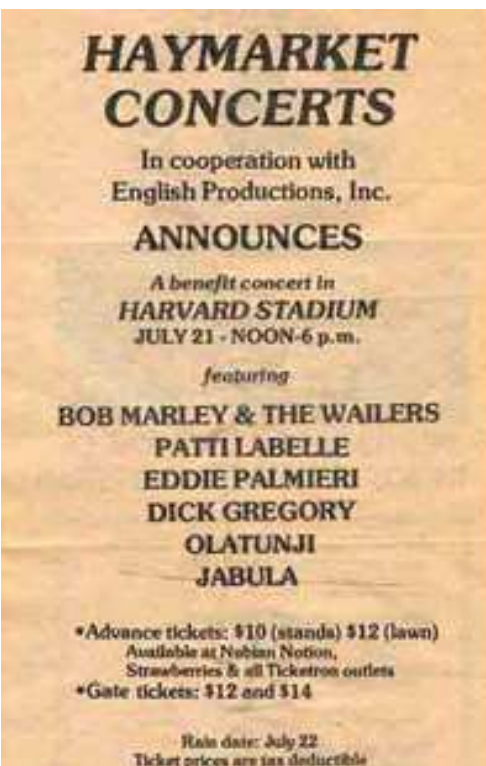 HAYMARKET
CONCERTS
In cooperation with
English Productions, Inc.
ANNOUNCES
A benefit concert in
HARVARD STADIUM
JULY 21 - NOON-6 p.m.
featuring
BOB MARLEY & THE WAILERS
PATTI LABELLE
EDDIE PALMIERI
DICK GREGORY
OLATUNJI
JABULA
•Advance tickets: $10 (stands) $12 (lawn)
Available at Nubian Notion,
Strawberries & all Ticketron outlets
•Gate tickets: $12 and $14
Rain date: July 22
Ticket prices are tax deductible